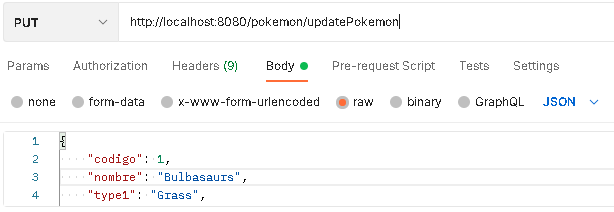 PUT http://localhost:8080/pokemon/updatePokemon
Params Authorization Headers (9) Body Pre-request Script Tests Settings
none form-data x-www-form-urlencoded raw binary GraphQL JSON
1 {
2 "codigo": 1,
3 "nombre": "Bulbasaurs",
4 "type1": "Grass",